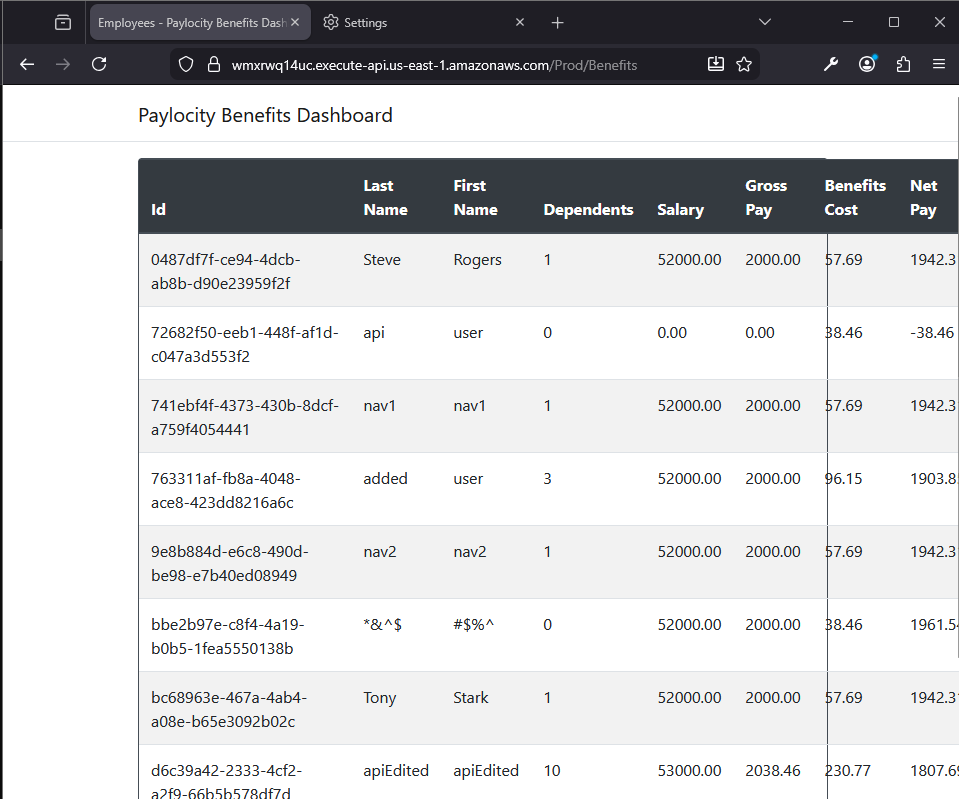 Employees - Paylocity Benefits Dash
Settings
wmxrwq14uc.execute-api.us-east-1.amazonaws.com/Prod/Benefits
Paylocity Benefits Dashboard
Id Last Name First Name Dependents Salary Gross Pay Benefits Cost Net Pay
0487df7f-ce94-4dcb- Steve Rogers 1 52000.00 2000.00 57.69 1942.3
ab8b-d90e23959f2f
72682f50-eeb1-448f-af1d- api user 0 0.00 0.00 38.46 -38.46
c047a3d553f2
741ebf4f-4373-430b-8dcf- nav1 nav1 1 52000.00 2000.00 57.69 1942.3
a759f4054441
763311af-fb8a-4048- added user 3 52000.00 2000.00 96.15 1903.8
ace8-423dd8216a6c
9e8b884d-e6c8-490d- nav2 nav2 1 52000.00 2000.00 57.69 1942.3
be98-e7b40ed08949
bbe2b97e-c8f4-4a19- *&^$ #$%^ 0 52000.00 2000.00 38.46 1961.54
b0b5-1fea5550138b
bc68963e-467a-4ab4- Tony Stark 1 52000.00 2000.00 57.69 1942.31
a08e-b65e3092b02c
d6c39a42-2333-4cf2- apiEdited apiEdited 10 53000.00 2038.46 230.77 1807.69
a2f9-66b5b578df7d